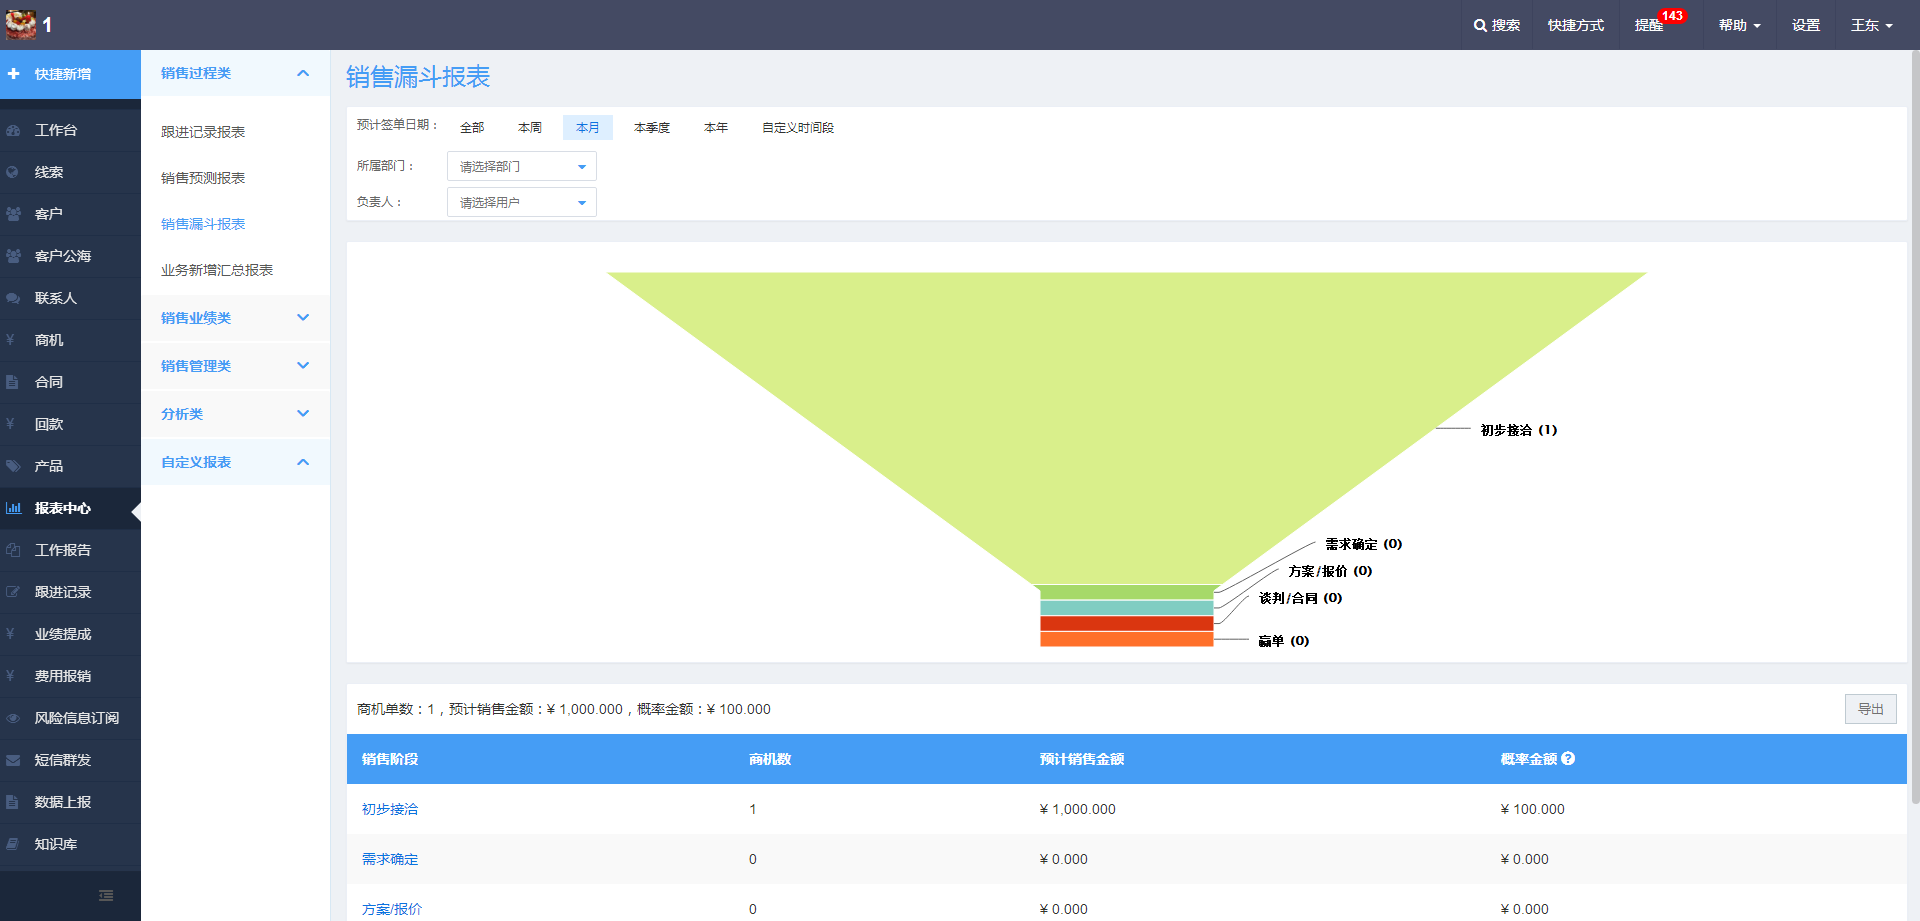 1
搜索
快捷方式
提醒 143
帮助
设置
王东
快捷新增
工作台
线索
客户
客户公海
联系人
商机
合同
回款
产品
报表中心
工作报告
跟进记录
业绩提成
费用报销
风险信息订阅
短信群发
数据上报
知识库
销售过程类
跟进记录报表
销售预测报表
销售漏斗报表
业务新增汇总报表
销售业绩类
销售管理类
分析类
自定义报表
销售漏斗报表
预计签单日期： 全部 本周 本月 本季度 本年 自定义时间段
所属部门： 请选择部门
负责人： 请选择用户
初步接洽 (1)
需求确定 (0)
方案/报价 (0)
谈判/合同 (0)
赢单 (0)
商机单数：1，预计销售金额：¥ 1,000.000，概率金额：¥ 100.000
导出
销售阶段 商机数 预计销售金额 概率金额
初步接洽 1 ¥ 1,000.000 ¥ 100.000
需求确定 0 ¥ 0.000 ¥ 0.000
方案/报价 0 ¥ 0.000 ¥ 0.000